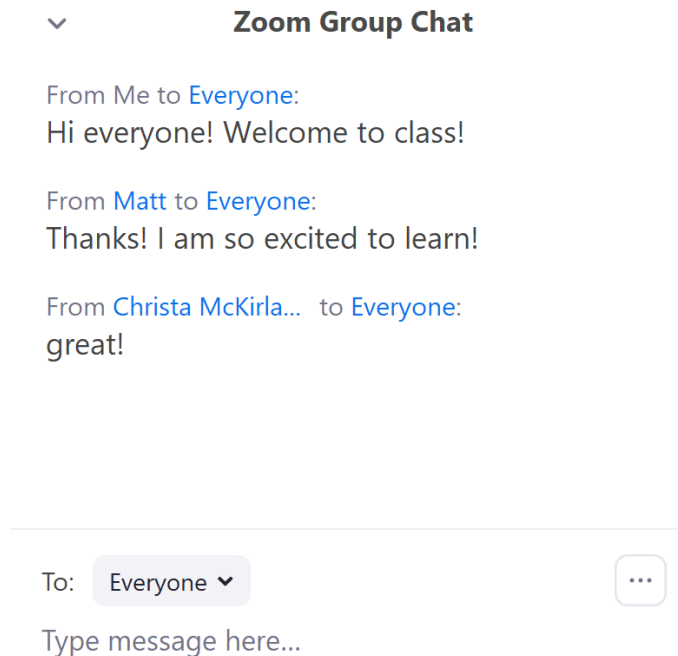 Zoom Group Chat
From Me to Everyone:
Hi everyone! Welcome to class!
From Matt to Everyone:
Thanks! I am so excited to learn!
From Christa McKirla... to Everyone:
great!
To: Everyone
Type message here...